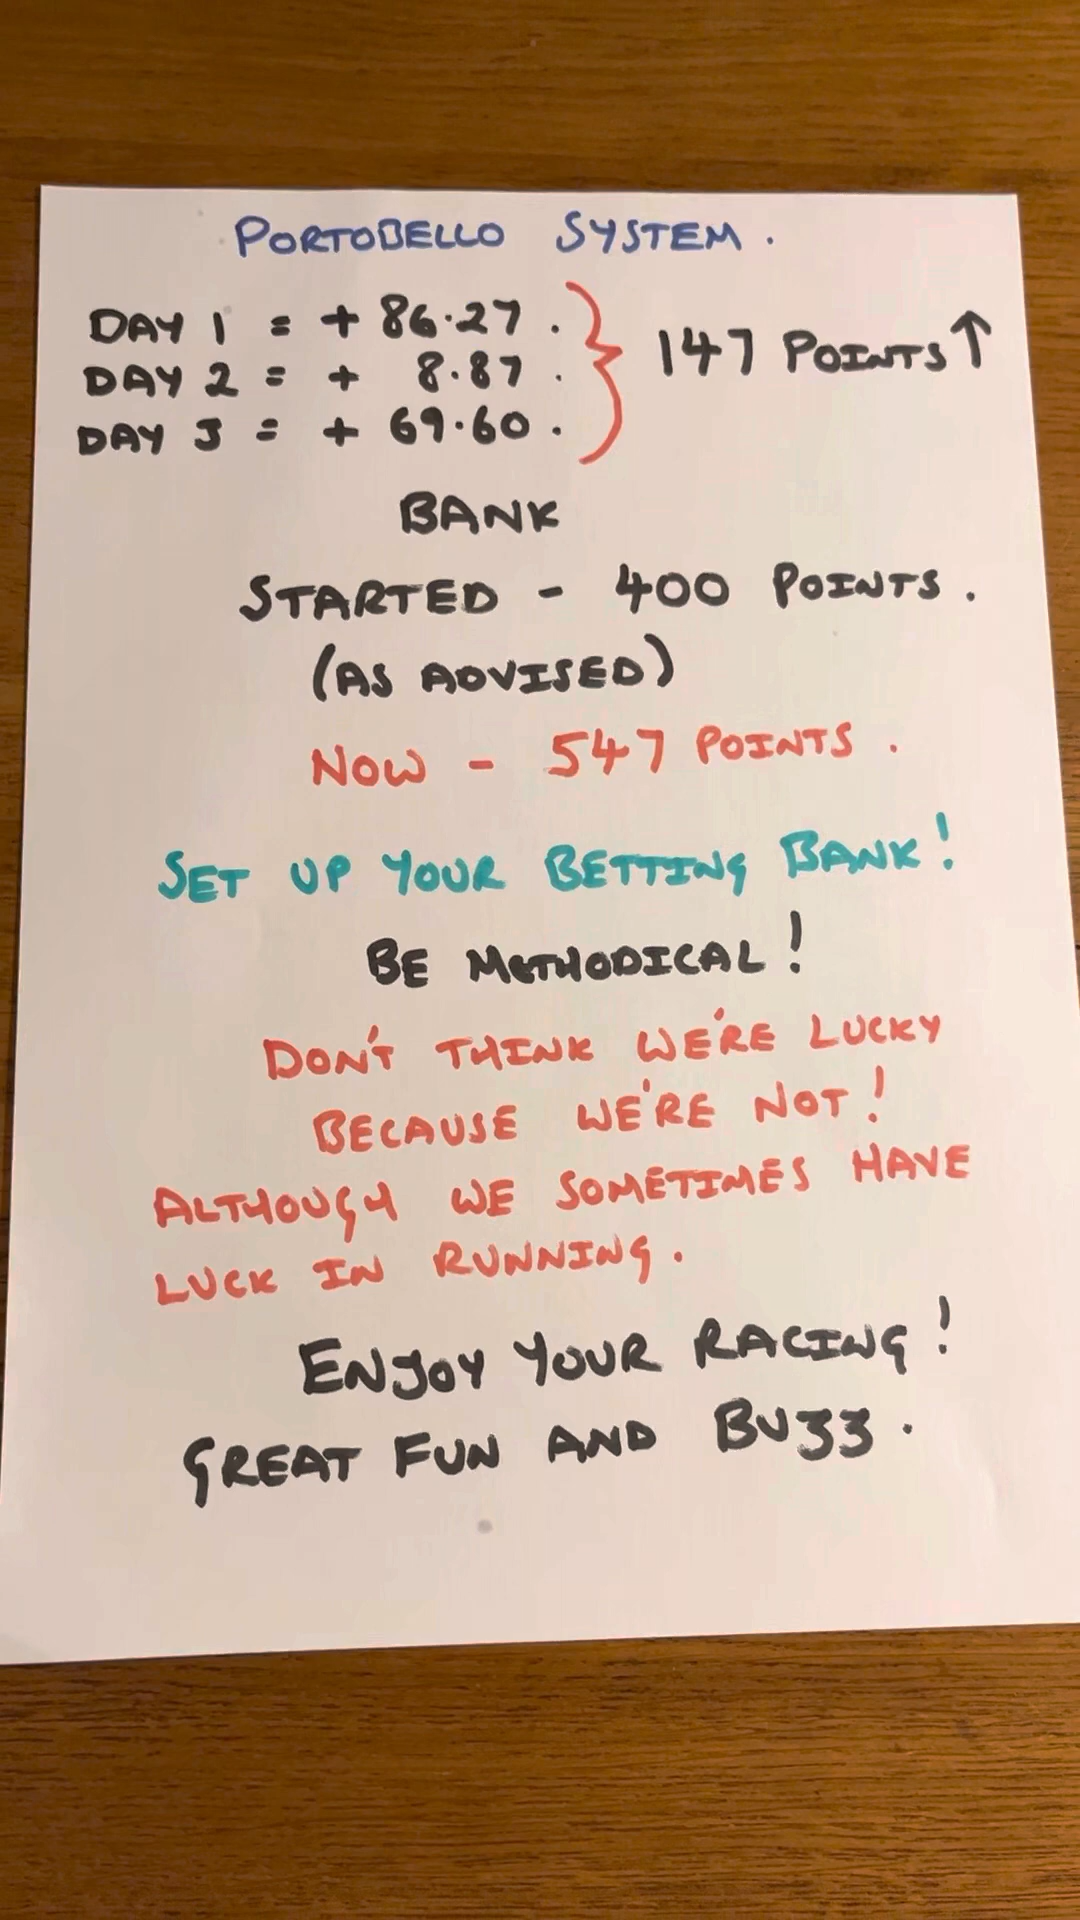 PORTOBELLO SYSTEM.
DAY 1 = + 86.27.
DAY 2 = + 8.87.
DAY 3 = + 69.60.
147 POINTS ↑
BANK
STARTED - 400 POINTS.
(AS ADVISED)
NOW - 547 POINTS.
SET UP YOUR BETTING BANK!
BE METHODICAL!
DON'T THINK WE'RE LUCKY
BECAUSE WE'RE NOT!
ALTHOUGH WE SOMETIMES HAVE
LUCK IN RUNNING.
ENJOY YOUR RACING!
GREAT FUN AND BUZZ.